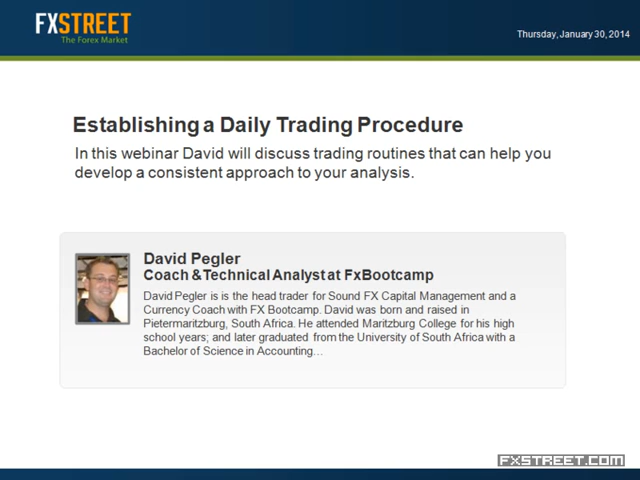 FXSTREET
The Forex Market
Thursday, January 30, 2014
Establishing a Daily Trading Procedure
In this webinar David will discuss trading routines that can help you
develop a consistent approach to your analysis.
David Pegler
Coach & Technical Analyst at FxBootcamp
David Pegler is is the head trader for Sound FX Capital Management and a
Currency Coach with FX Bootcamp. David was born and raised in
Pietermaritzburg, South Africa. He attended Maritzburg College for his high
school years; and later graduated from the University of South Africa with a
Bachelor of Science in Accounting…
FXSTREET.COM